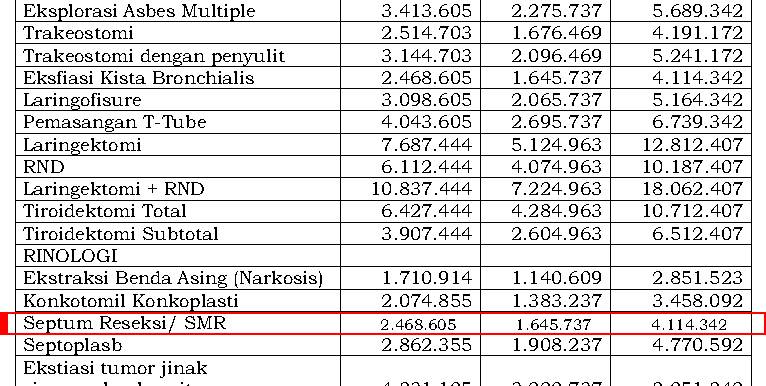 Eksplorasi Asbes Multiple 3.413.605 2.275.737 5.689.342
Trakeostomi 2.514.703 1.676.469 4.191.172
Trakeostomi dengan penyulit 3.144.703 2.096.469 5.241.172
Eksfiasi Kista Bronchialis 2.468.605 1.645.737 4.114.342
Laringofisure 3.098.605 2.065.737 5.164.342
Pemasangan T-Tube 4.043.605 2.695.737 6.739.342
Laringektomi 7.687.444 5.124.963 12.812.407
RND 6.112.444 4.074.963 10.187.407
Laringektomi + RND 10.837.444 7.224.963 18.062.407
Tiroidektomi Total 6.427.444 4.284.963 10.712.407
Tiroidektomi Subtotal 3.907.444 2.604.963 6.512.407
RINOLOGI
Ekstraksi Benda Asing (Narkosis) 1.710.914 1.140.609 2.851.523
Konkotomil Konkoplasti 2.074.855 1.383.237 3.458.092
Septum Reseksi/ SMR 2.468.605 1.645.737 4.114.342
Septoplasb 2.862.355 1.908.237 4.770.592
Ekstiasi tumor jinak